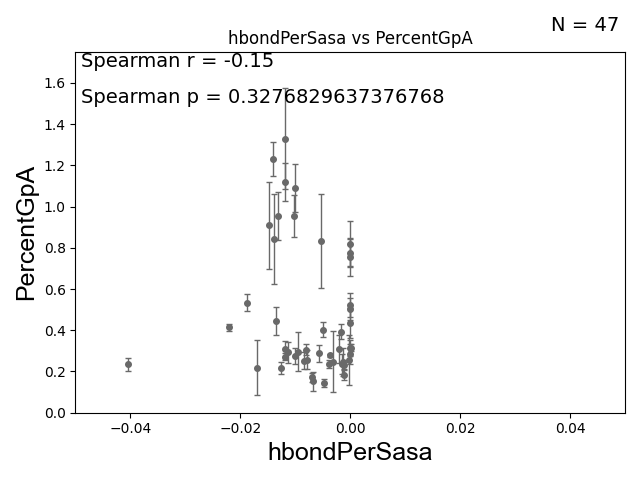 N = 47
hbondPerSasa vs PercentGpA
Spearman r = -0.15
Spearman p = 0.3276829637376768
PercentGpA
1.6
1.4
1.2
1.0
0.8
0.6
0.4
0.2
0.0
−0.04 −0.02 0.00 0.02 0.04
hbondPerSasa